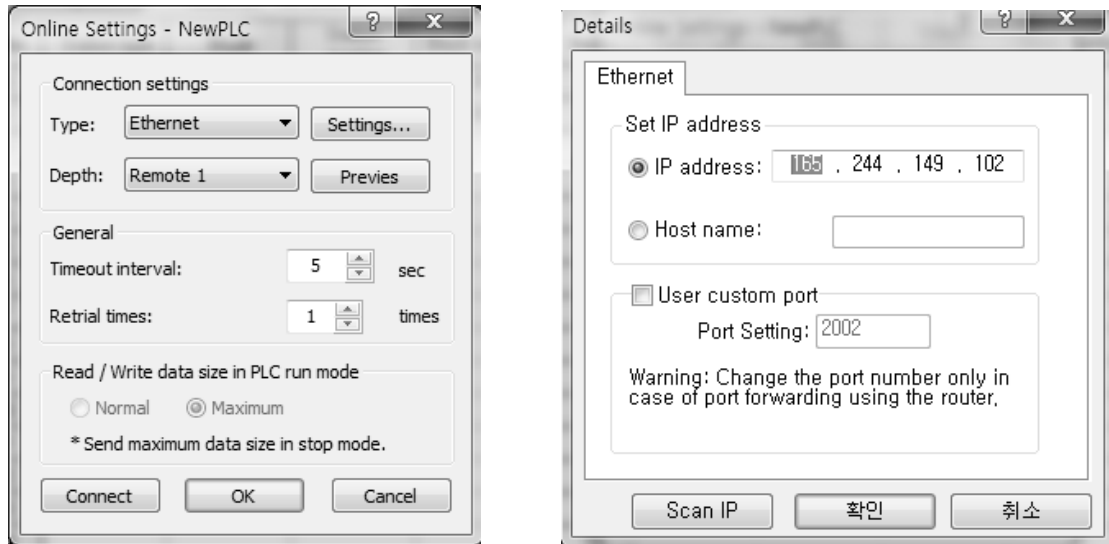 Online Settings - NewPLC
Connection settings
Type: Ethernet Settings...
Depth: Remote 1 Previes
General
Timeout interval: 5 sec
Retrial times: 1 times
Read / Write data size in PLC run mode
Normal Maximum
* Send maximum data size in stop mode.
Connect OK Cancel
Details
Ethernet
Set IP address
IP address: 165 . 244 . 149 . 102
Host name:
User custom port
Port Setting: 2002
Warning: Change the port number only in
case of port forwarding using the router,
Scan IP 확인 취소